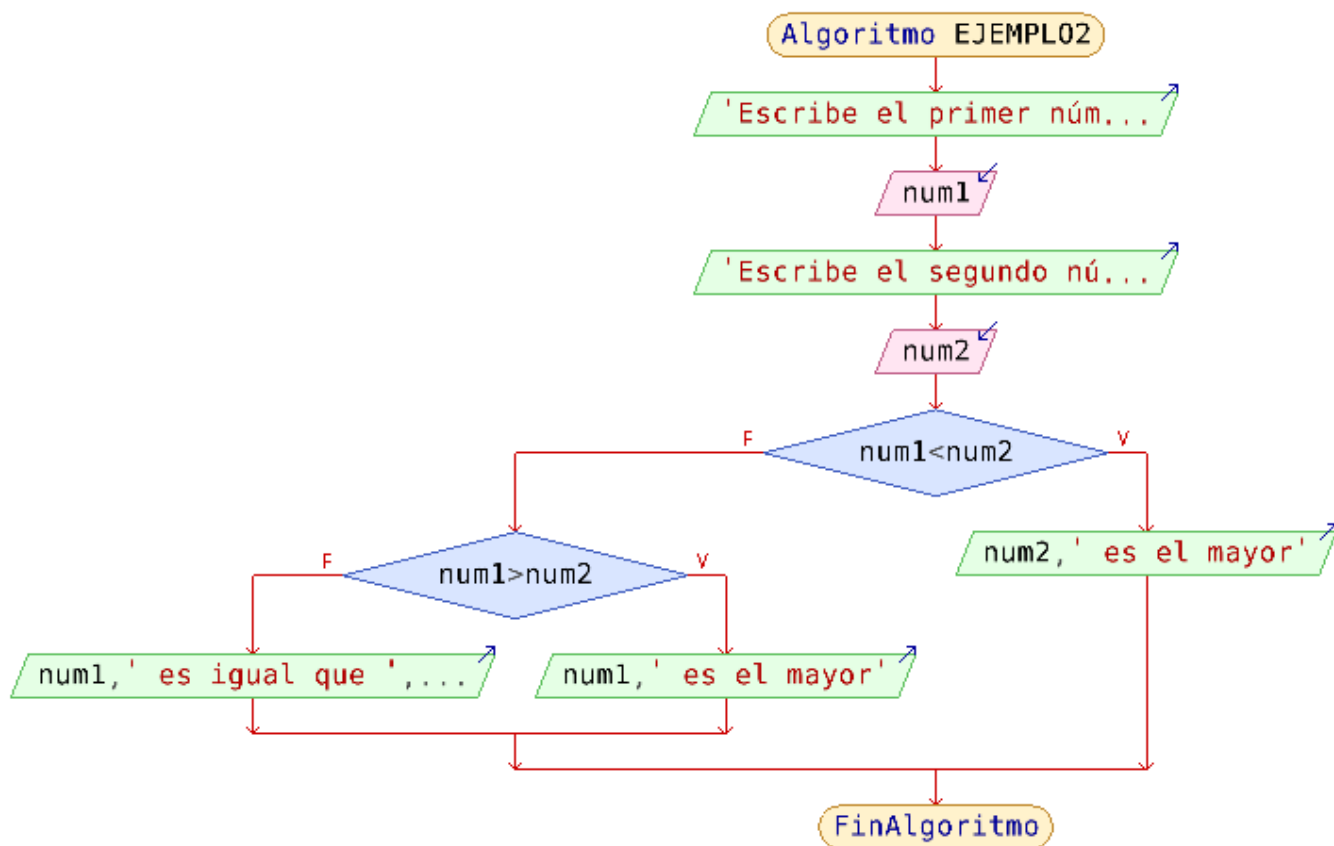 Algoritmo EJEMPLO2
'Escribe el primer núm...
num1
'Escribe el segundo nú...
num2
F
num1<num2
V
num2,' es el mayor'
F
num1>num2
V
num1,' es igual que ',...
num1,' es el mayor'
FinAlgoritmo